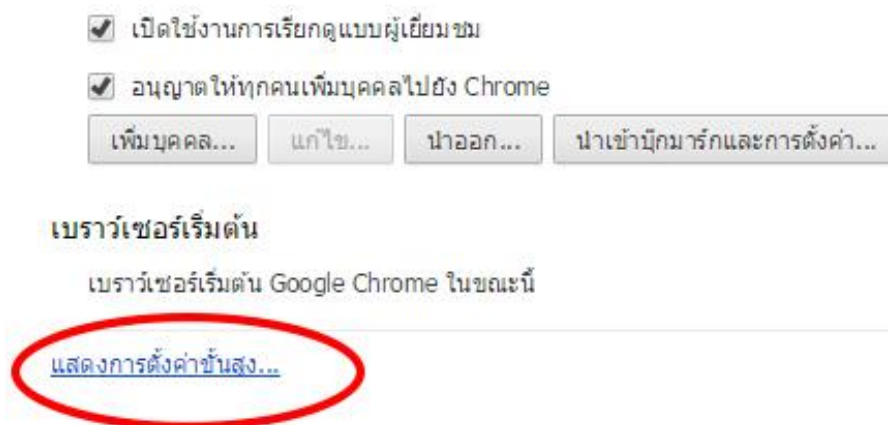 เปิดใช้งานการเรียกดูแบบผู้เยี่ยมชม
อนุญาตให้ทุกคนเพิ่มบุคคลไปยัง Chrome
เพิ่มบุคคล... แก้ไข... นำออก... นำเข้าบุ๊กมาร์กและการตั้งค่า...
เบราว์เซอร์เริ่มต้น
เบราว์เซอร์เริ่มต้น Google Chrome ในขณะนี้
แสดงการตั้งค่าขั้นสูง...